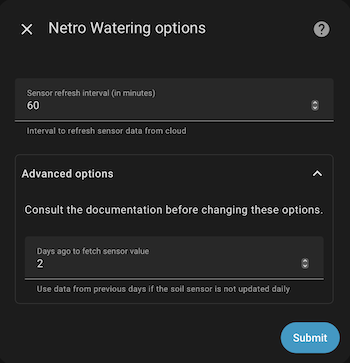 Netro Watering options
Sensor refresh interval (in minutes)
60
Interval to refresh sensor data from cloud
Advanced options
Consult the documentation before changing these options.
Days ago to fetch sensor value
2
Use data from previous days if the soil sensor is not updated daily
Submit